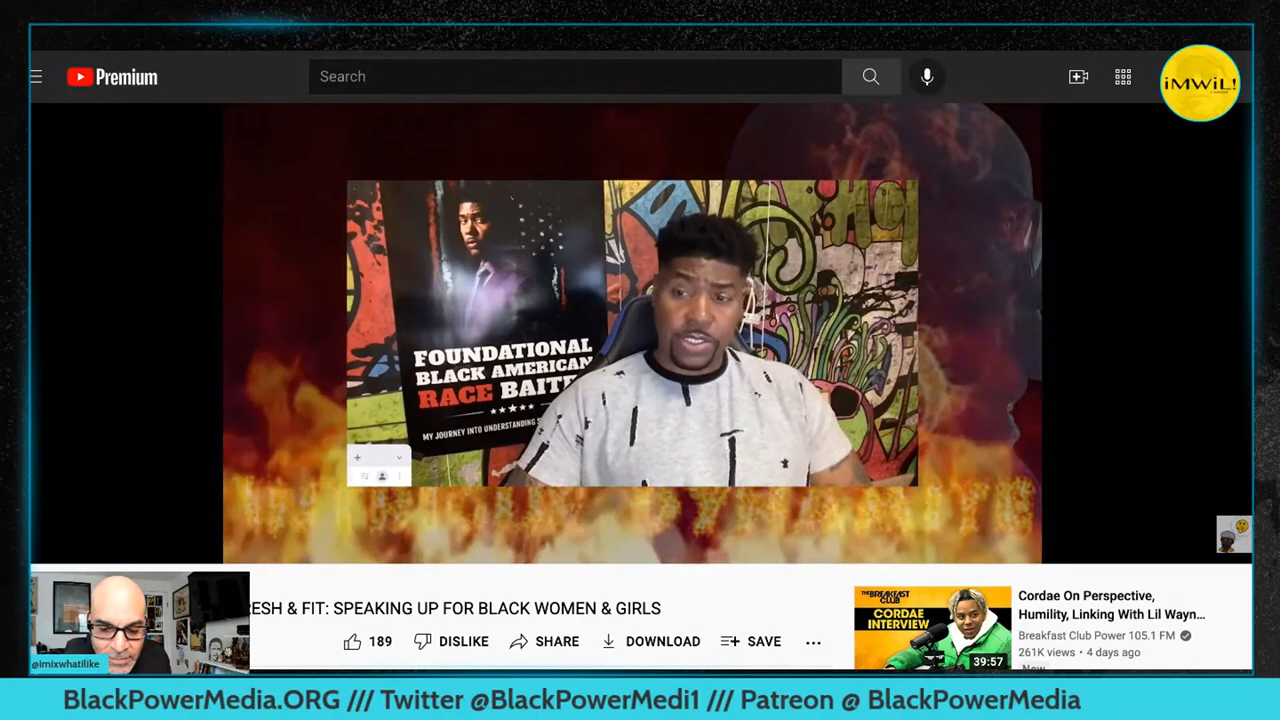 Premium
Search
iMWiL!
FOUNDATIONAL
BLACK AMERICAN
RACE
MY JOURNEY INTO UNDERSTANDING
RESH & FIT: SPEAKING UP FOR BLACK WOMEN & GIRLS
189
DISLIKE
SHARE
DOWNLOAD
SAVE
THE
BREAKFAST
CLUB
CORDAE
INTERVIEW
39:57
Cordae On Perspective,
Humility, Linking With Lil Wayn...
Breakfast Club Power 105.1 FM
261K views • 4 days ago
New
@imixwhatilike
BlackPowerMedia.ORG /// Twitter @BlackPowerMedi1 /// Patreon @ BlackPowerMedia